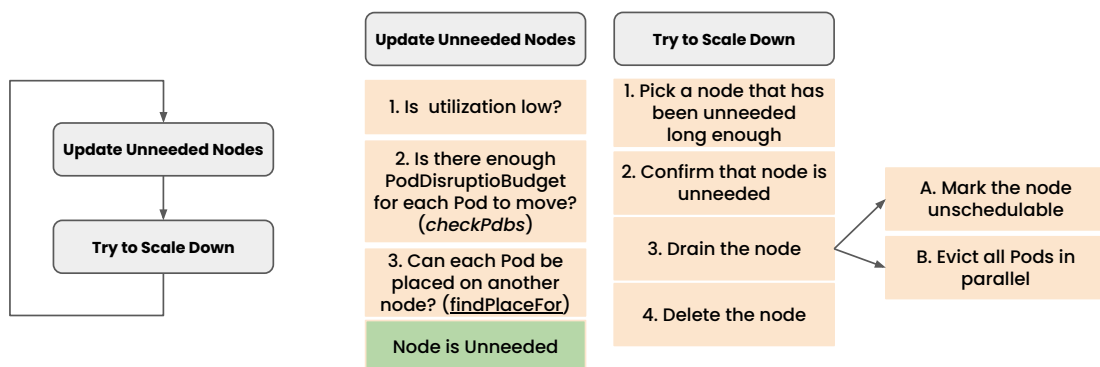 Update Unneeded Nodes
Try to Scale Down
Update Unneeded Nodes
1. Is utilization low?
2. Is there enough
PodDisruptioBudget
for each Pod to move?
(checkPdbs)
3. Can each Pod be
placed on another
node? (findPlaceFor)
Node is Unneeded
Try to Scale Down
1. Pick a node that has
been unneeded
long enough
2. Confirm that node is
unneeded
3. Drain the node
4. Delete the node
A. Mark the node
unschedulable
B. Evict all Pods in
parallel